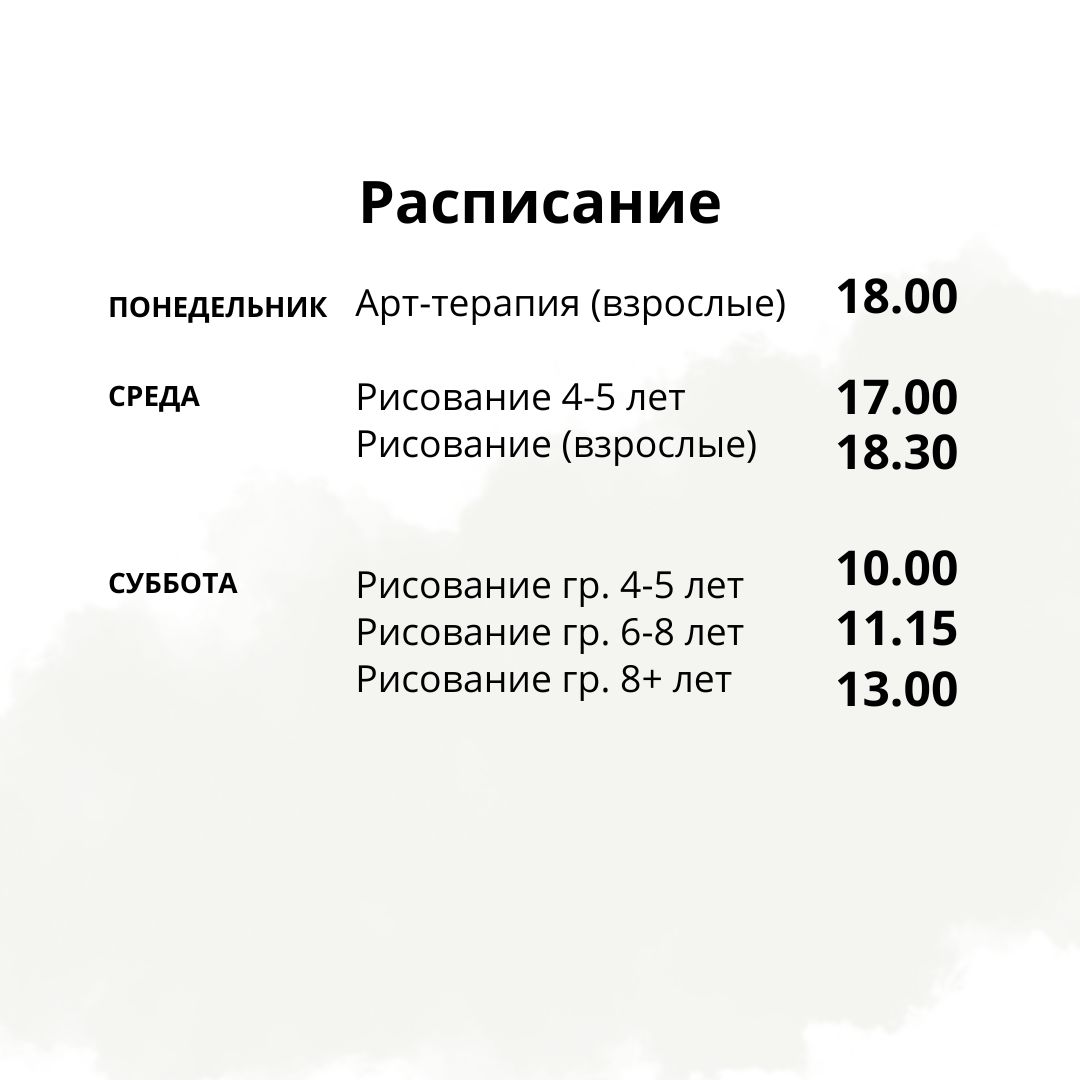 Расписание
ПОНЕДЕЛЬНИК Арт-терапия (взрослые) 18.00
СРЕДА Рисование 4-5 лет 17.00
Рисование (взрослые) 18.30
СУББОТА Рисование гр. 4-5 лет 10.00
Рисование гр. 6-8 лет 11.15
Рисование гр. 8+ лет 13.00